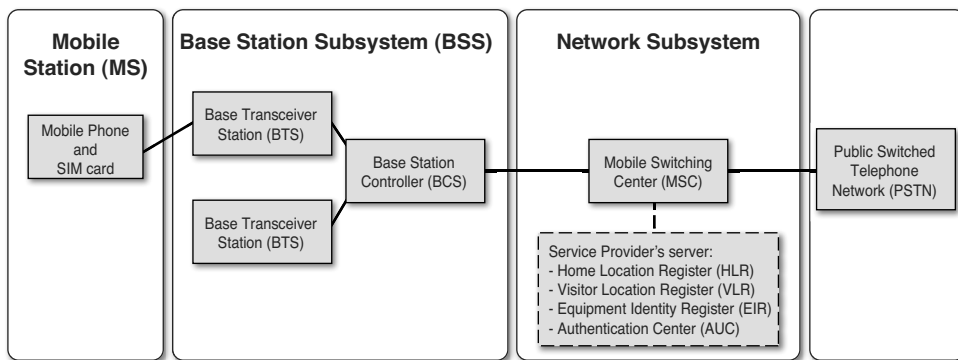 Mobile
Station (MS)
Mobile Phone
and
SIM card
Base Station Subsystem (BSS)
Base Transceiver
Station (BTS)
Base Transceiver
Station (BTS)
Base Station
Controller (BCS)
Network Subsystem
Mobile Switching
Center (MSC)
Service Provider's server:
- Home Location Register (HLR)
- Visitor Location Register (VLR)
- Equipment Identity Register (EIR)
- Authentication Center (AUC)
Public Switched
Telephone
Network (PSTN)